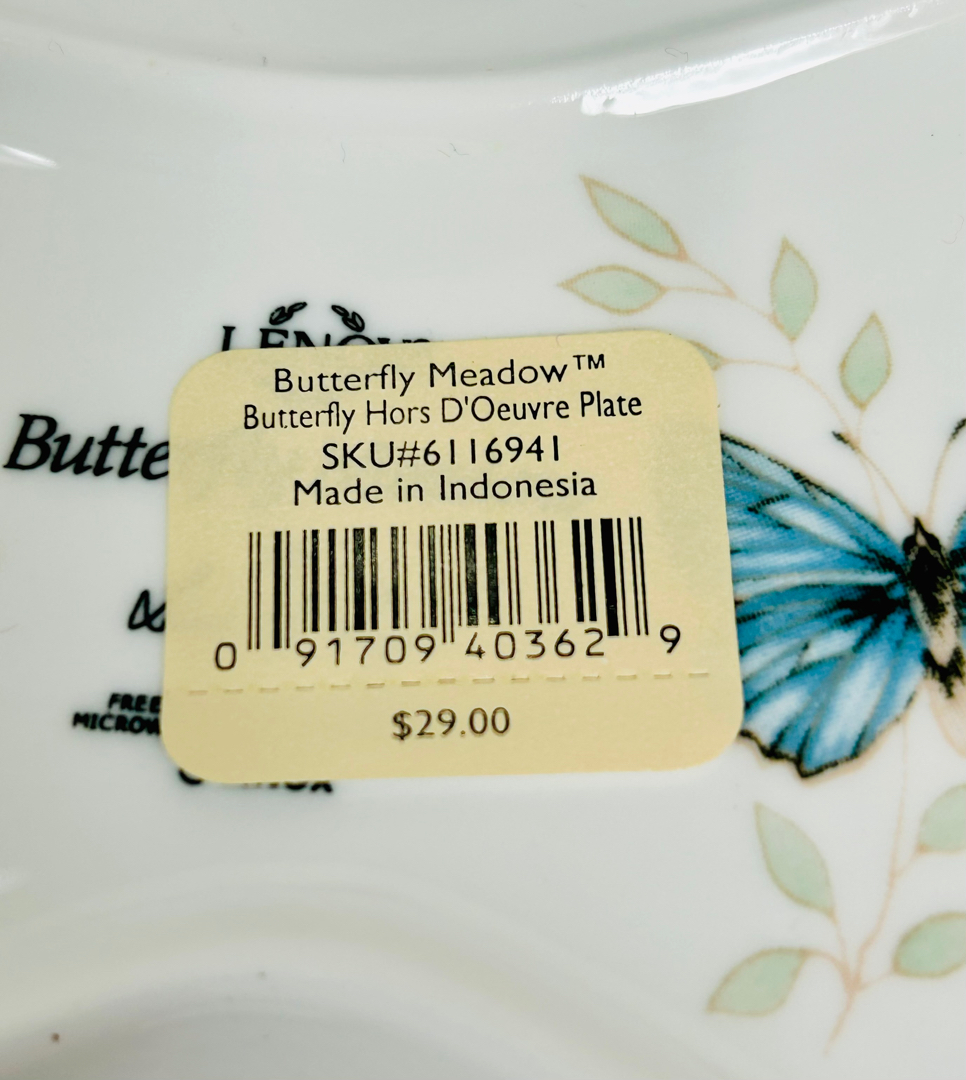 Butterfly Meadow™
Butterfly Hors D'Oeuvre Plate
SKU#6116941
Made in Indonesia
0 91709 40362 9
$29.00